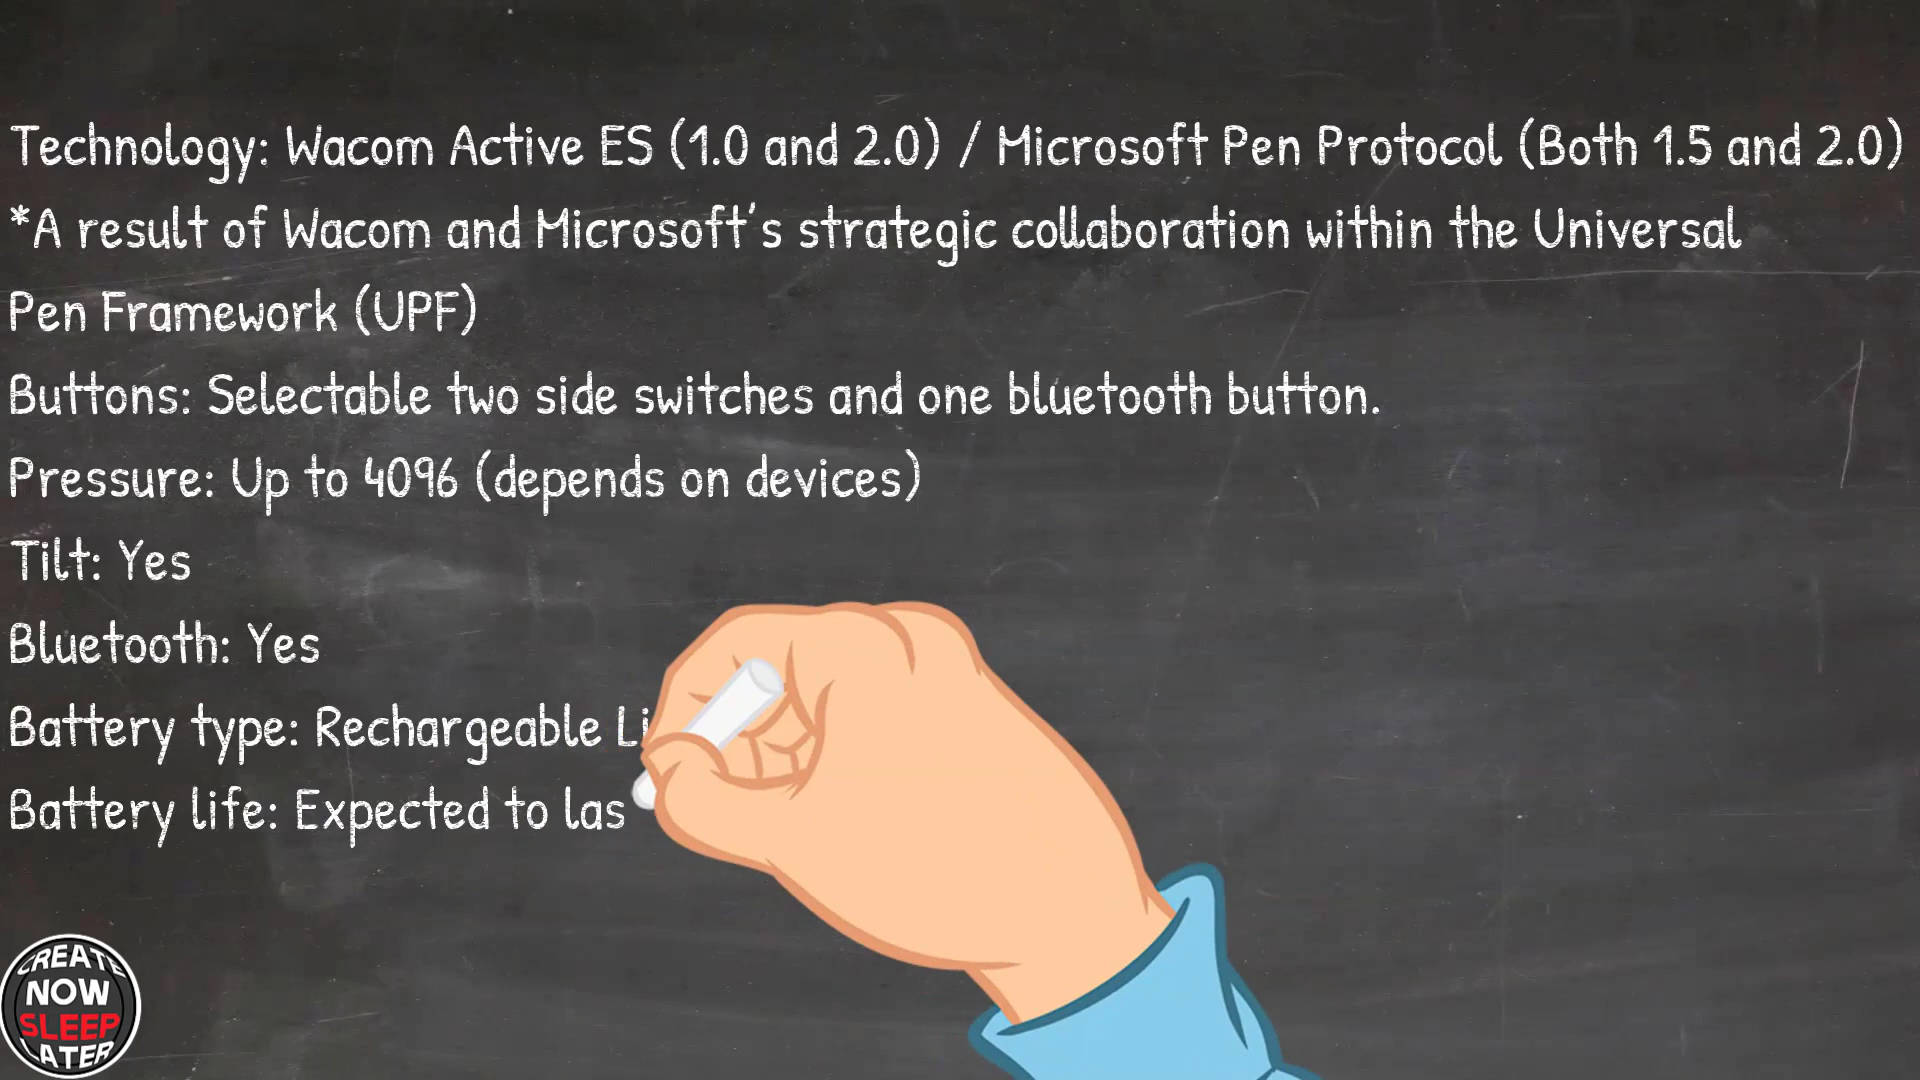 Technology: Wacom Active ES (1.0 and 2.0) / Microsoft Pen Protocol (Both 1.5 and 2.0)
*A result of Wacom and Microsoft's strategic collaboration within the Universal
Pen Framework (UPF)
Buttons: Selectable two side switches and one bluetooth button.
Pressure: Up to 4096 (depends on devices)
Tilt: Yes
Bluetooth: Yes
Battery type: Rechargeable Li
Battery life: Expected to las
CREATE
NOW
SLEEP
LATER